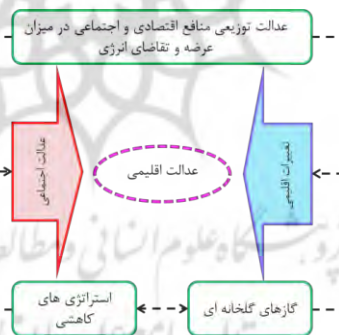 عدالت توزیعی منافع اقتصادی و اجتماعی در میزان
عرضه و تقاضای انرژی
تغییرات اقلیمی
عدالت اقلیمی
عدالت اجتماعی
گازهای گلخانه ای
استراتژی های
کاهشی